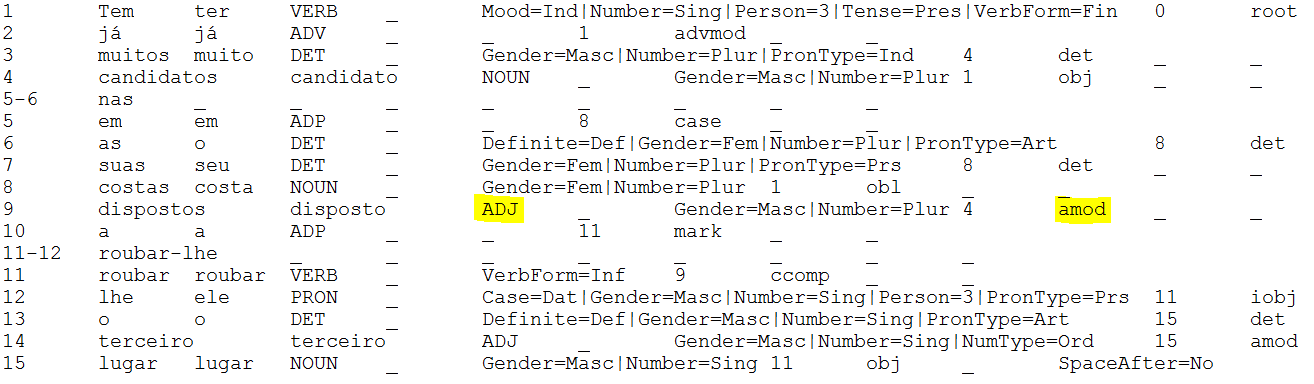 1 Tem ter VERB _ Mood=Ind|Number=Sing|Person=3|Tense=Pres|VerbForm=Fin 0 root
2 já já ADV _ _ 1 advmod _ _
3 muitos muito DET _ Gender=Masc|Number=Plur|PronType=Ind 4 det _ _
4 candidatos candidato NOUN _ Gender=Masc|Number=Plur 1 obj _ _
5-6 nas _ _ _ _ _ _ _ _
5 em em ADP _ _ 8 case _ _
6 as o DET _ Definite=Def|Gender=Fem|Number=Plur|PronType=Art 8 det
7 suas seu DET _ Gender=Fem|Number=Plur|PronType=Prs 8 det _ _
8 costas costa NOUN _ Gender=Fem|Number=Plur 1 obl _ _
9 dispostos disposto ADJ _ Gender=Masc|Number=Plur 4 amod _ _
10 a a ADP _ _ 11 mark _ _
11-12 roubar-lhe _ _ _ _ _ _ _ _
11 roubar roubar VERB _ VerbForm=Inf 9 ccomp _ _
12 lhe ele PRON _ Case=Dat|Gender=Masc|Number=Sing|Person=3|PronType=Prs 11 iobj
13 o o DET _ Definite=Def|Gender=Masc|Number=Sing|PronType=Art 15 det
14 terceiro terceiro ADJ _ Gender=Masc|Number=Sing|NumType=Ord 15 amod
15 lugar lugar NOUN _ Gender=Masc|Number=Sing 11 obj _ SpaceAfter=No